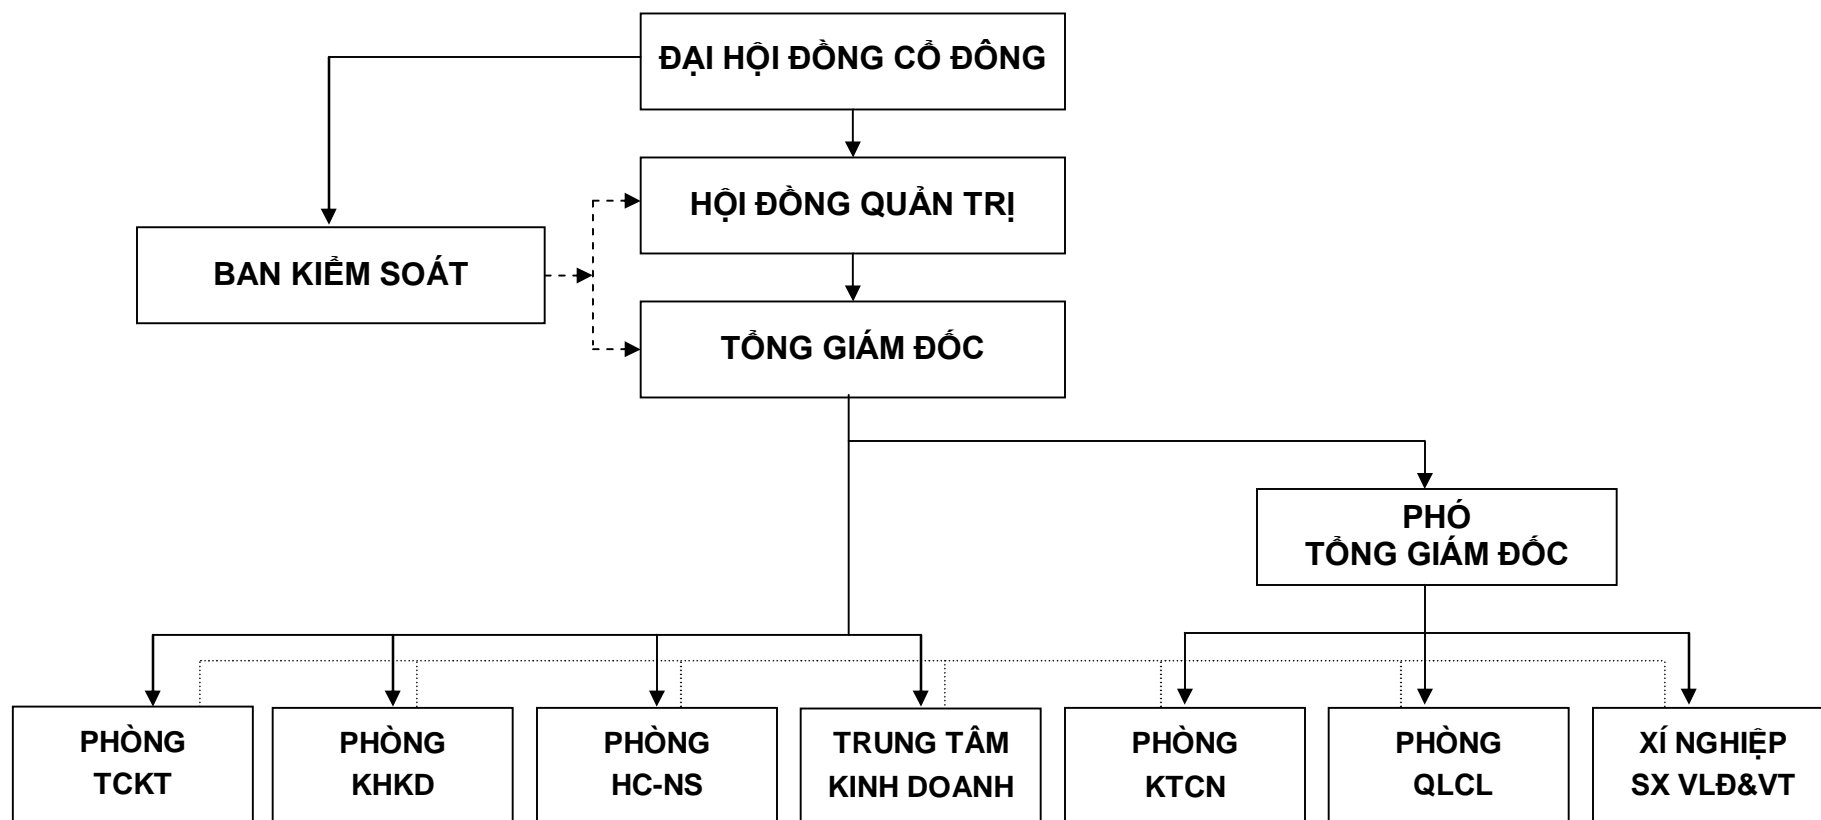 ĐẠI HỘI ĐỒNG CỔ ĐÔNG
HỘI ĐỒNG QUẢN TRỊ
BAN KIỂM SOÁT
TỔNG GIÁM ĐỐC
PHÓ
TỔNG GIÁM ĐỐC
PHÒNG
TCKT
PHÒNG
KHKD
PHÒNG
HC-NS
TRUNG TÂM
KINH DOANH
PHÒNG
KTCN
PHÒNG
QLCL
XÍ NGHIỆP
SX VLĐ&VT